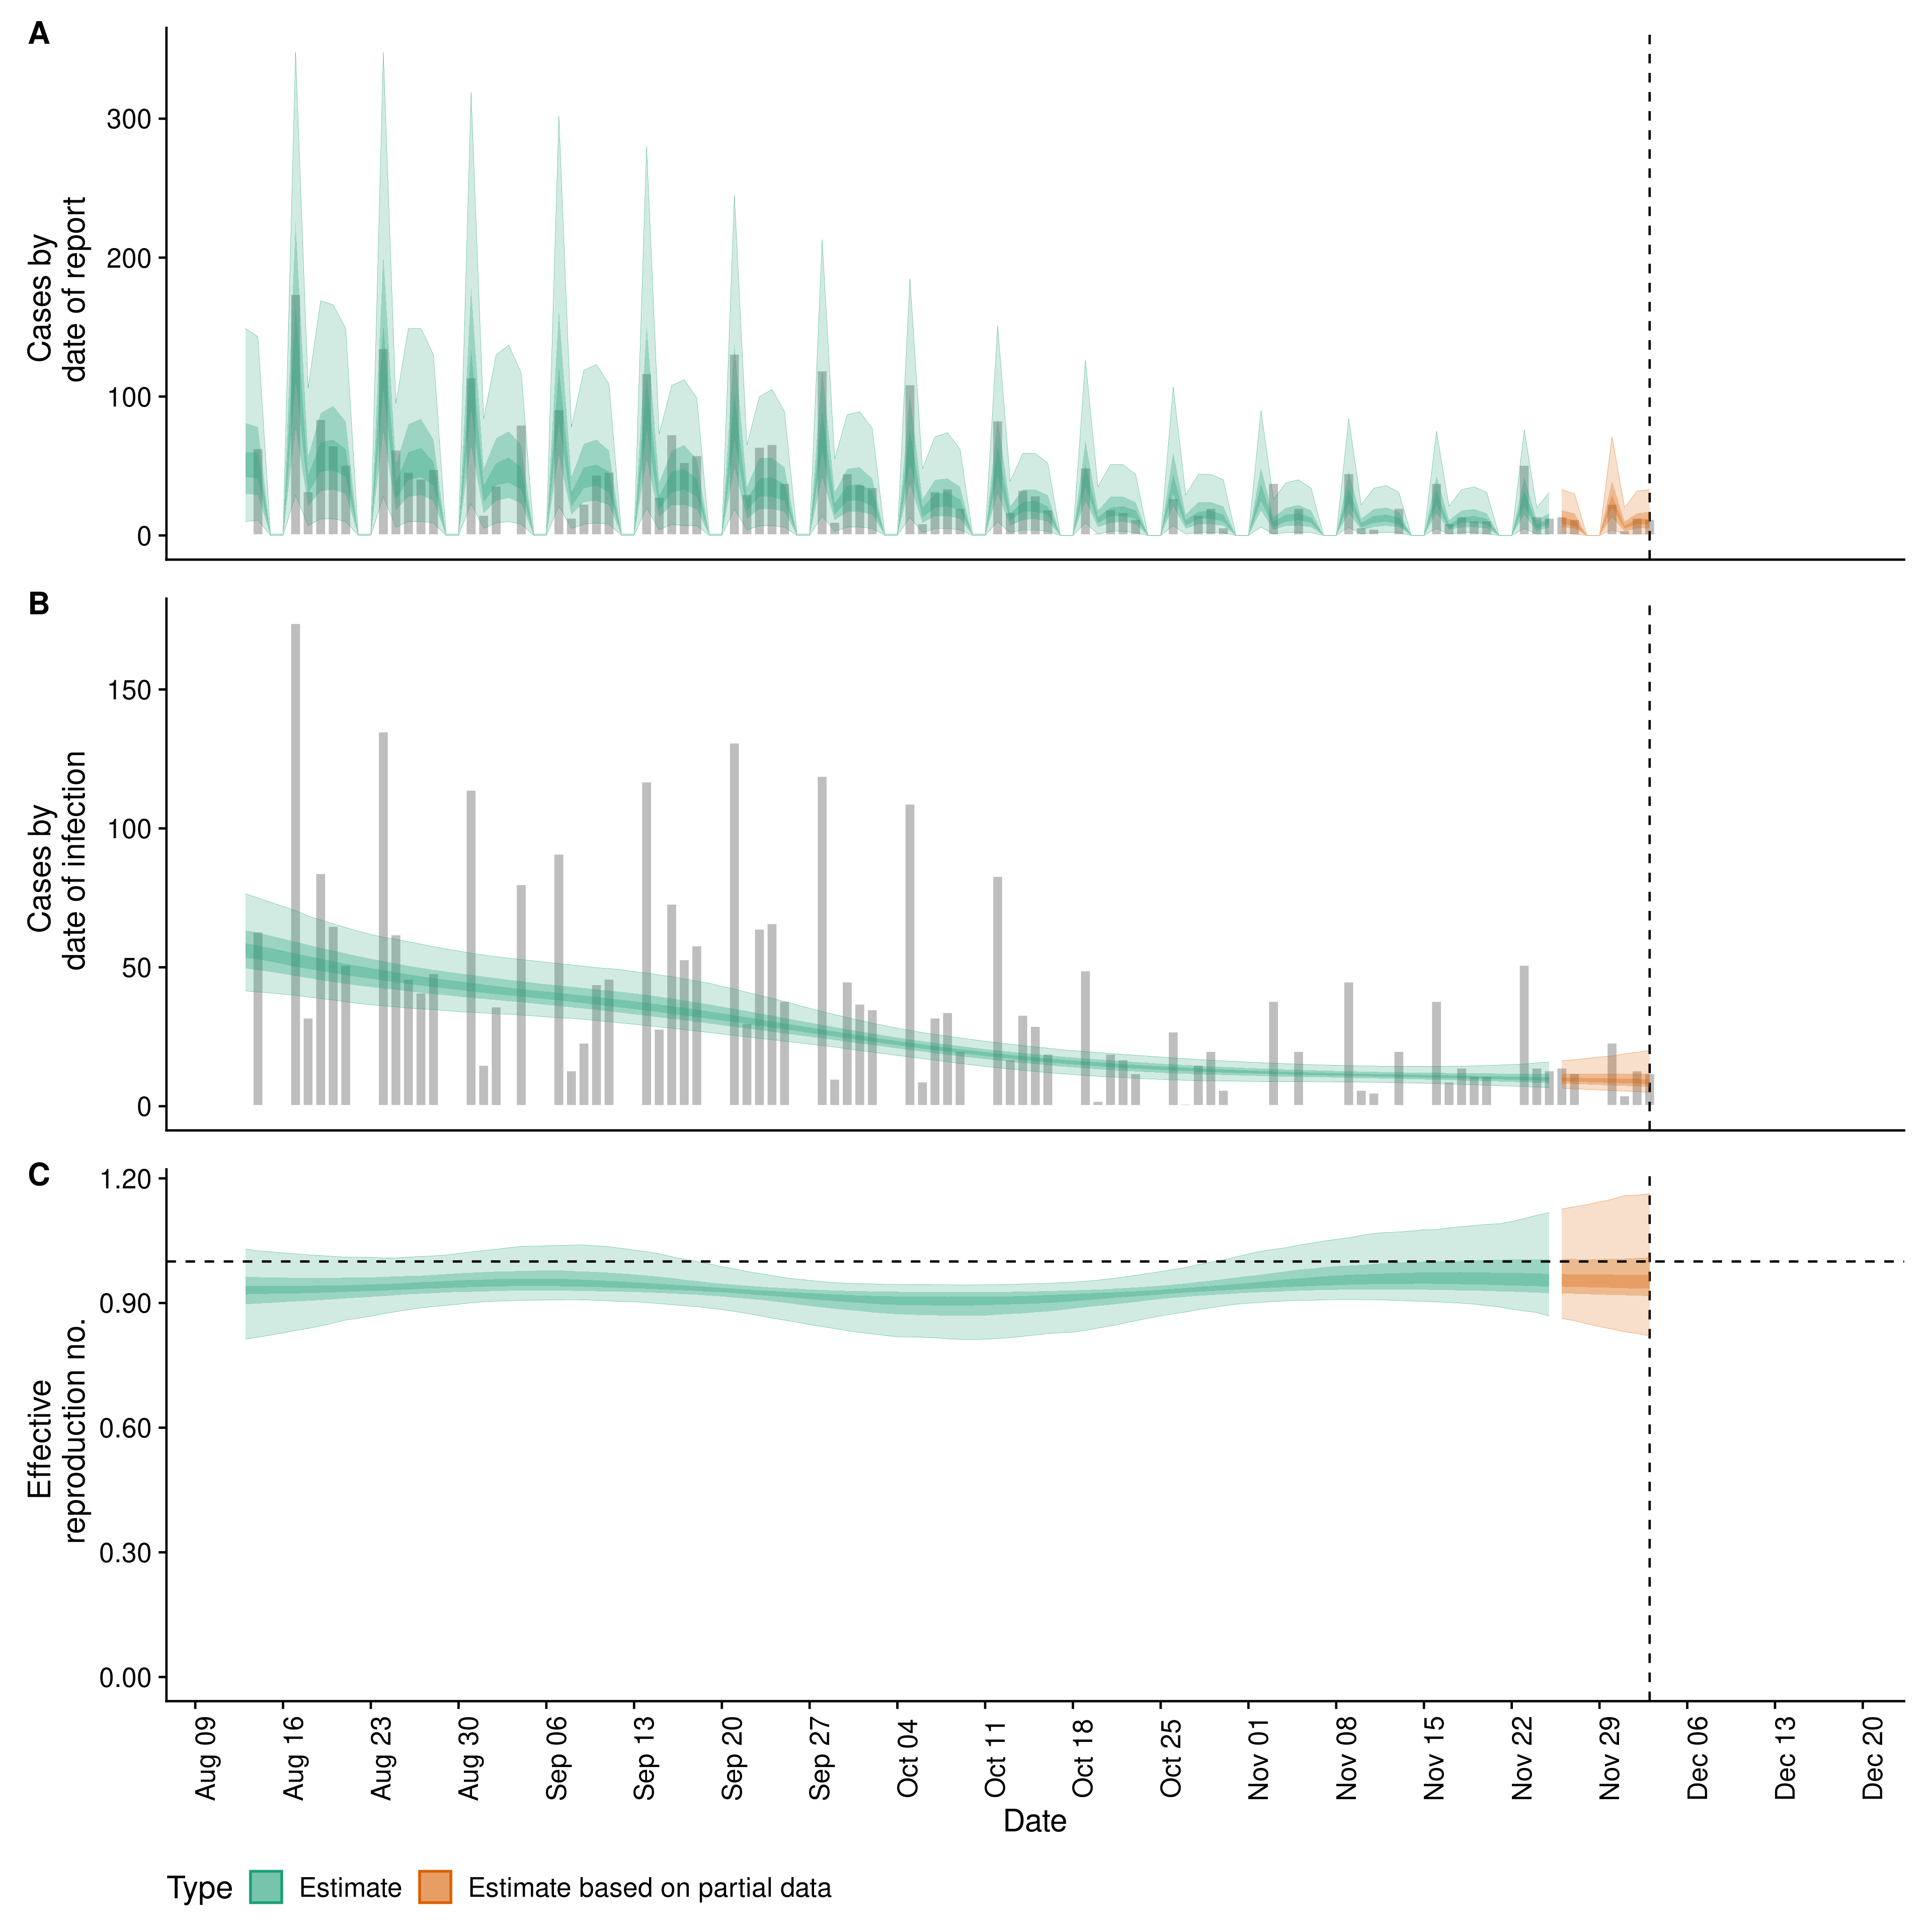 A
Cases by
date of report
300
200
100
0
B
Cases by
date of infection
150
100
50
0
C
Effective
reproduction no.
1.20
0.90
0.60
0.30
0.00
Aug 09
Aug 16
Aug 23
Aug 30
Sep 06
Sep 13
Sep 20
Sep 27
Oct 04
Oct 11
Oct 18
Oct 25
Nov 01
Nov 08
Nov 15
Nov 22
Nov 29
Dec 06
Dec 13
Dec 20
Date
Type Estimate Estimate based on partial data